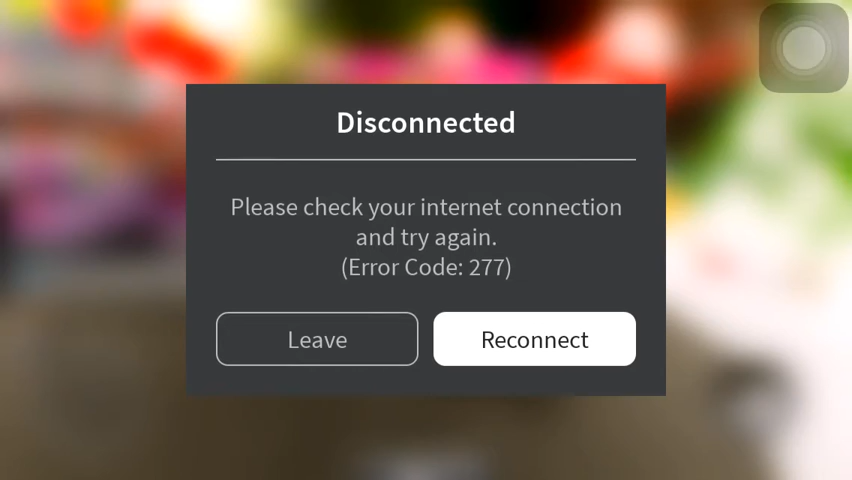 Disconnected
Please check your internet connection
and try again.
(Error Code: 277)
Leave
Reconnect